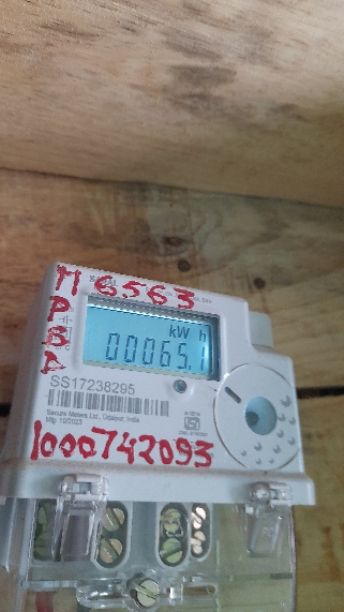 M 6563
P
B
D
kW h
00065.1
SS17238295
Secure Meters Ltd., Udaipur, India
Mfg 10/2023
1000742093